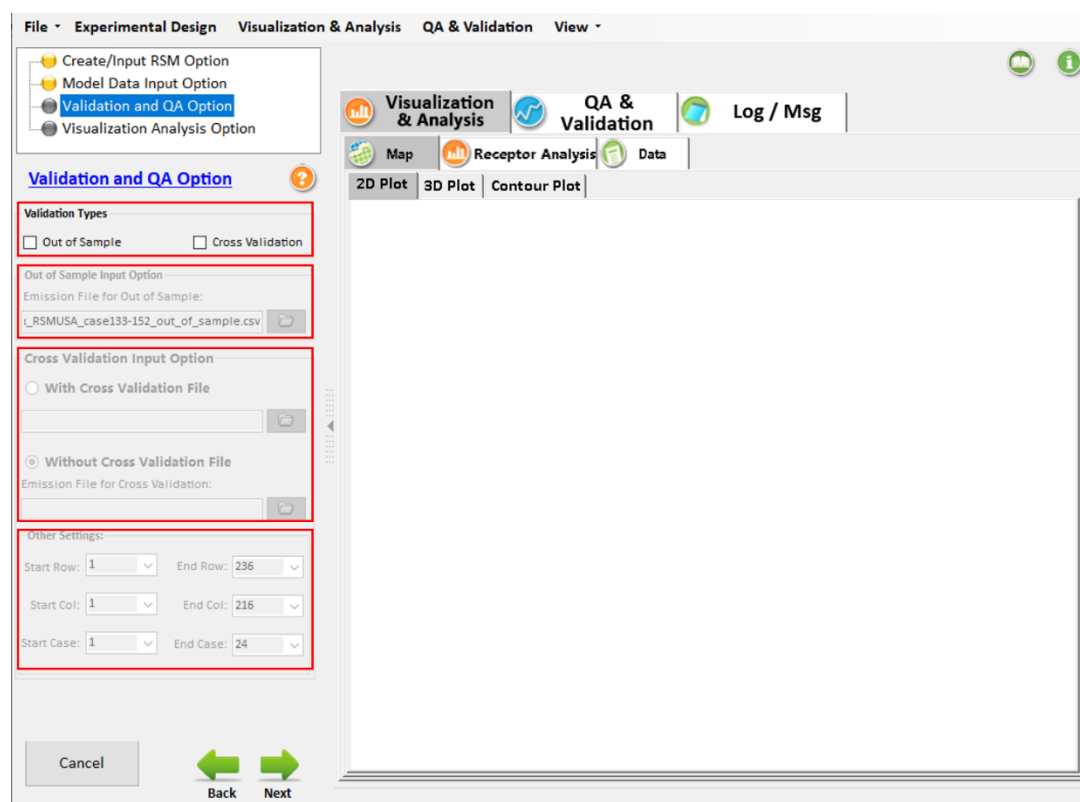 File Experimental Design Visualization & Analysis QA & Validation View
Create/Input RSM Option
Model Data Input Option
Validation and QA Option
Visualization Analysis Option
Validation and QA Option ?
Validation Types
Out of Sample Cross Validation
Out of Sample Input Option
Emission File for Out of Sample:
_RSMUSA_case133-152_out_of_sample.csv
Cross Validation Input Option
With Cross Validation File
Without Cross Validation File
Emission File for Cross Validation:
Other Settings:
Start Row: 1 End Row: 236
Start Col: 1 End Col: 216
Start Case: 1 End Case: 24
Cancel
Back Next
i
Visualization & Analysis
QA & Validation
Log / Msg
Map Receptor Analysis Data
2D Plot 3D Plot Contour Plot